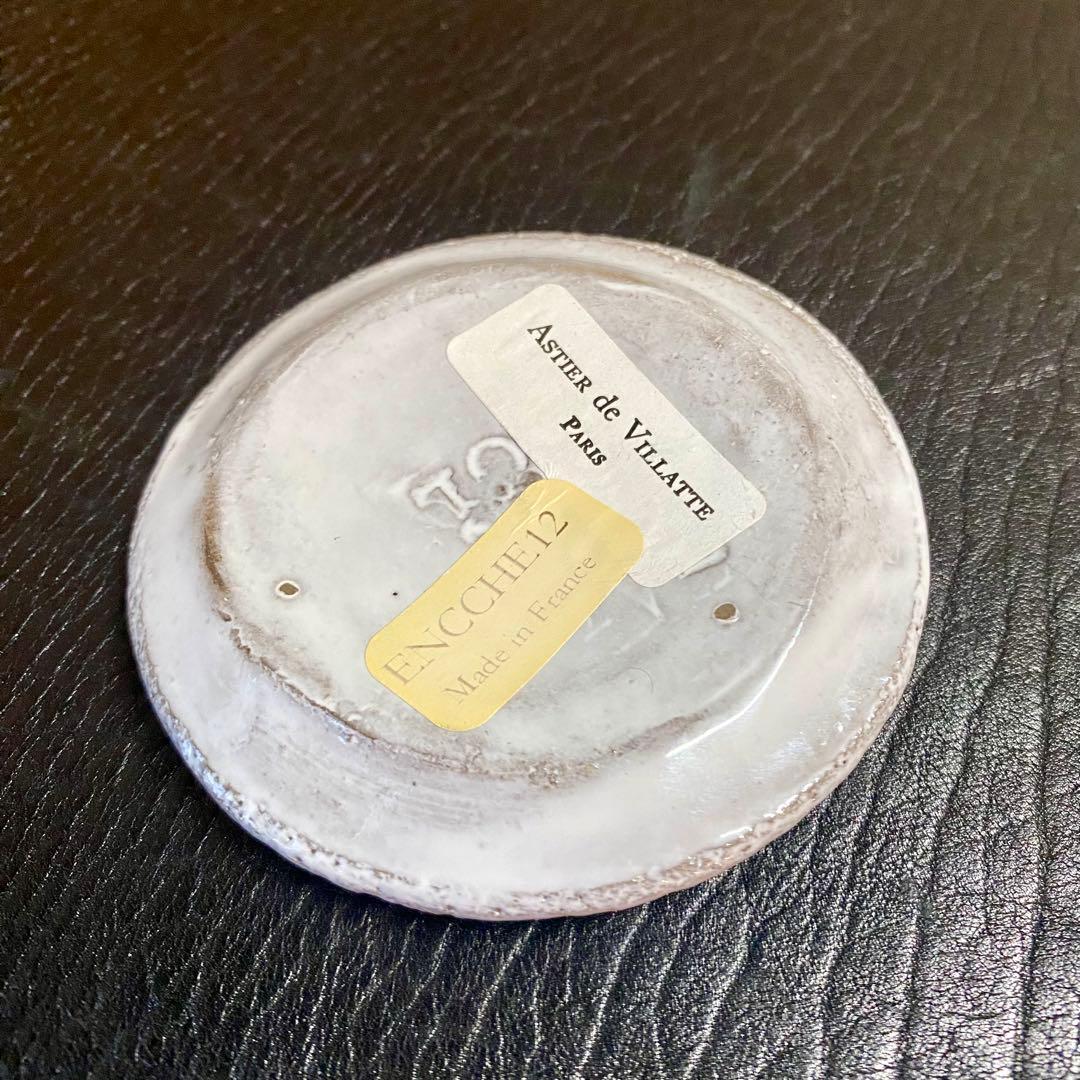 ASTIER de VILLATTE
PARIS
ENCCHE12
Made in France